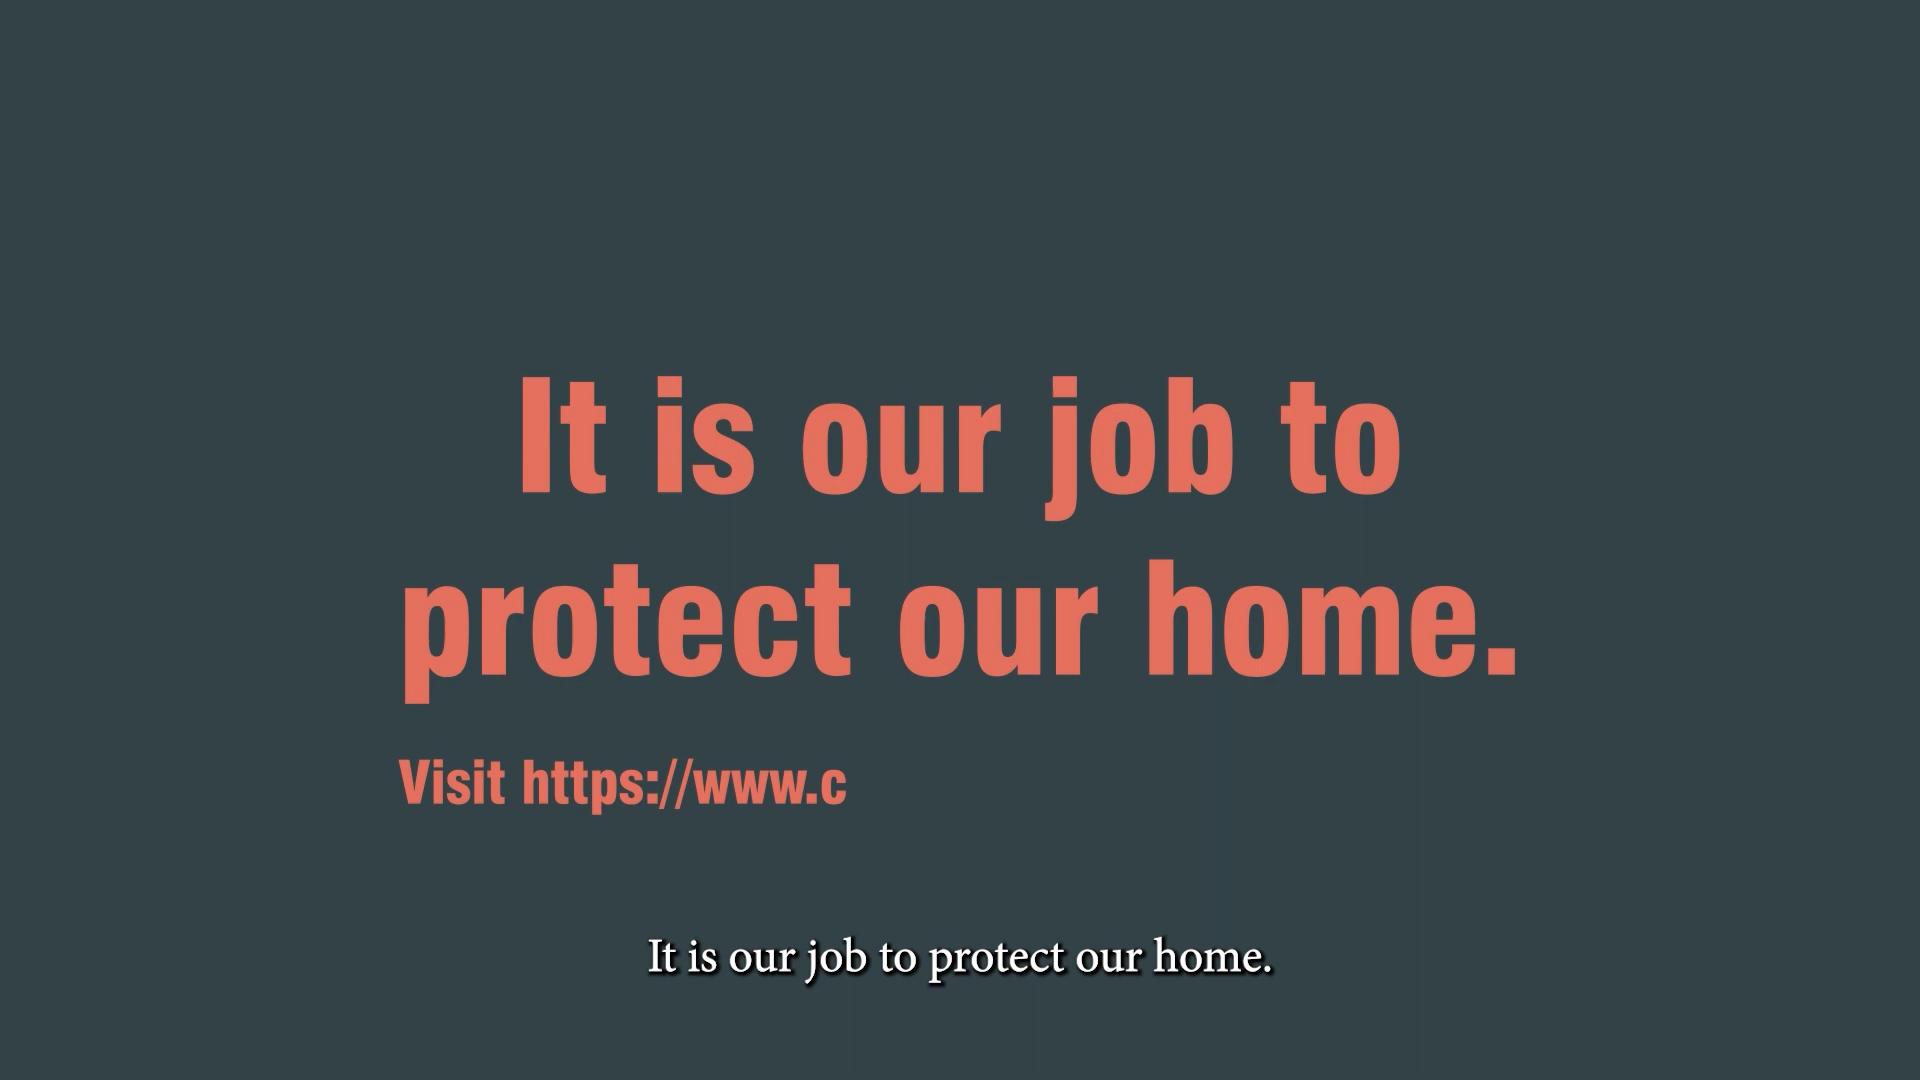 It is our job to
protect our home.
Visit https://www.c
It is our job to protect our home.